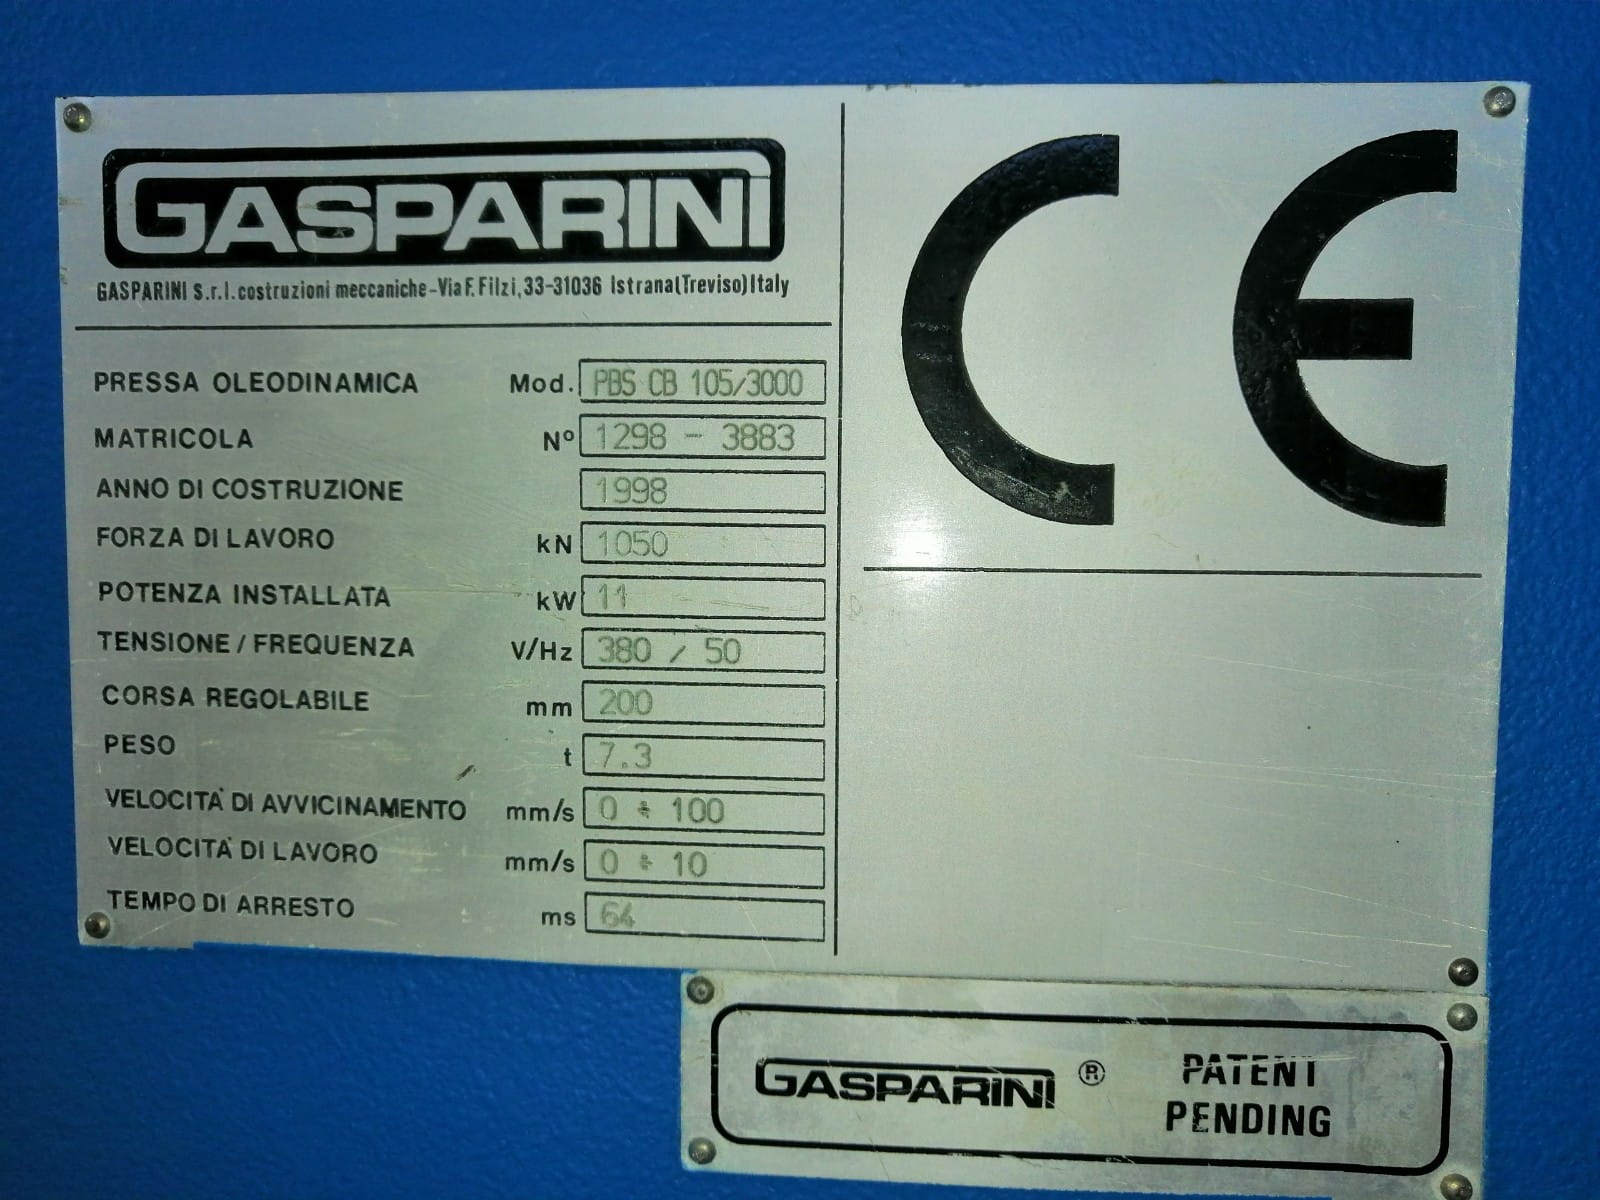 GASPARINI
GASPARINI S.r.l. costruzioni meccaniche-Via F. Filzi, 33-31036 Istrana(Treviso)Italy
PRESSA OLEODINAMICA Mod. PBS CB 105/3000
MATRICOLA Nº 1298 - 3883
ANNO DI COSTRUZIONE 1998
FORZA DI LAVORO kN 1050
POTENZA INSTALLATA kW 11
TENSIONE / FREQUENZA V/Hz 380 / 50
CORSA REGOLABILE mm 200
PESO t 7.3
VELOCITÀ DI AVVICINAMENTO mm/s 0 ÷ 100
VELOCITÀ DI LAVORO mm/s 0 ÷ 10
TEMPO DI ARRESTO ms 64
CE
GASPARINI ® PATENT
PENDING